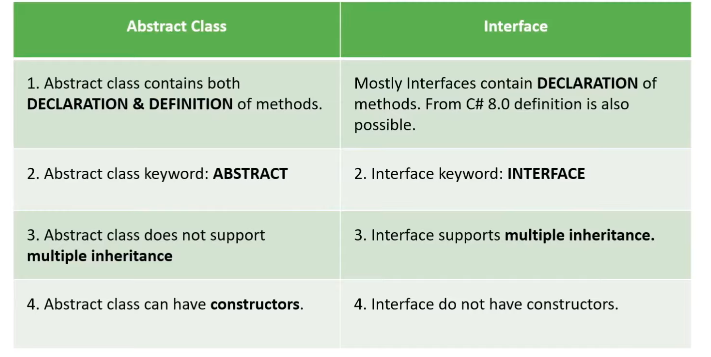 Abstract Class
Interface
1. Abstract class contains both
DECLARATION & DEFINITION of methods.
Mostly Interfaces contain DECLARATION of
methods. From C# 8.0 definition is also
possible.
2. Abstract class keyword: ABSTRACT
2. Interface keyword: INTERFACE
3. Abstract class does not support
multiple inheritance
3. Interface supports multiple inheritance.
4. Abstract class can have constructors.
4. Interface do not have constructors.